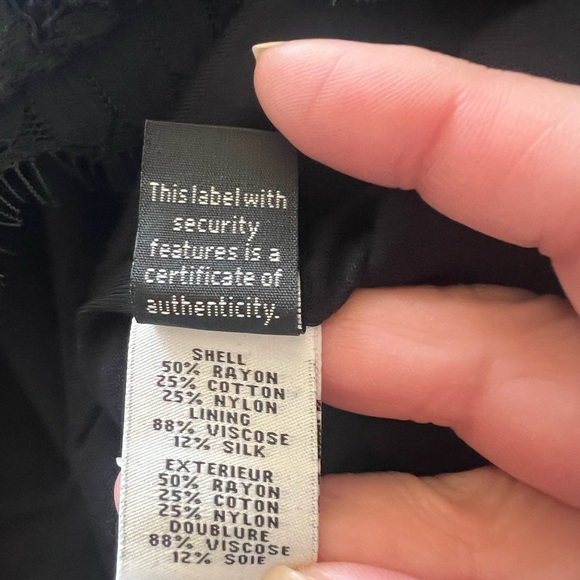 This label with
security
features is a
certificate of
authenticity.
SHELL
50% RAYON
25% COTTON
25% NYLON
LINING
88% VISCOSE
12% SILK
EXTERIEUR
50% RAYON
25% COTON
25% NYLON
DOUBLURE
88% VISCOSE
12% SOIE